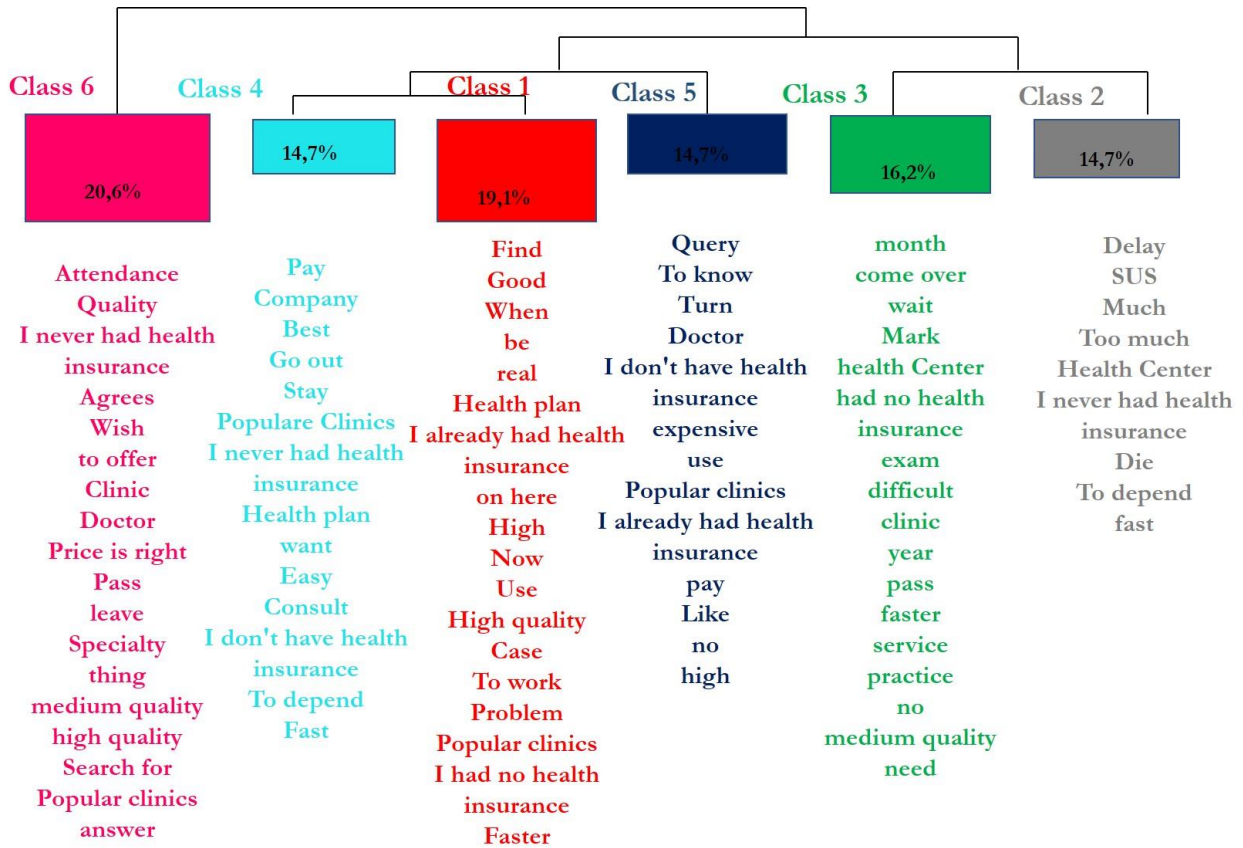 Class 6
Class 4
Class 1
Class 5
Class 3
Class 2
20,6%
14,7%
19,1%
14,7%
16,2%
14,7%
Attendance
Quality
I never had health
insurance
Agrees
Wish
to offer
Clinic
Doctor
Price is right
Pass
leave
Specialty
thing
medium quality
high quality
Search for
Popular clinics
answer
Pay
Company
Best
Go out
Stay
Populare Clinics
I never had health
insurance
Health plan
want
Easy
Consult
I don't have health
insurance
To depend
Fast
Find
Good
When
be
real
Health plan
I already had health
insurance
on here
High
Now
Use
High quality
Case
To work
Problem
Popular clinics
I had no health
insurance
Faster
Query
To know
Turn
Doctor
I don't have health
insurance
expensive
use
Popular clinics
I already had health
insurance
pay
Like
no
high
month
come over
wait
Mark
health Center
had no health
insurance
exam
difficult
clinic
year
pass
faster
service
practice
no
medium quality
need
Delay
SUS
Much
Too much
Health Center
I never had health
insurance
Die
To depend
fast